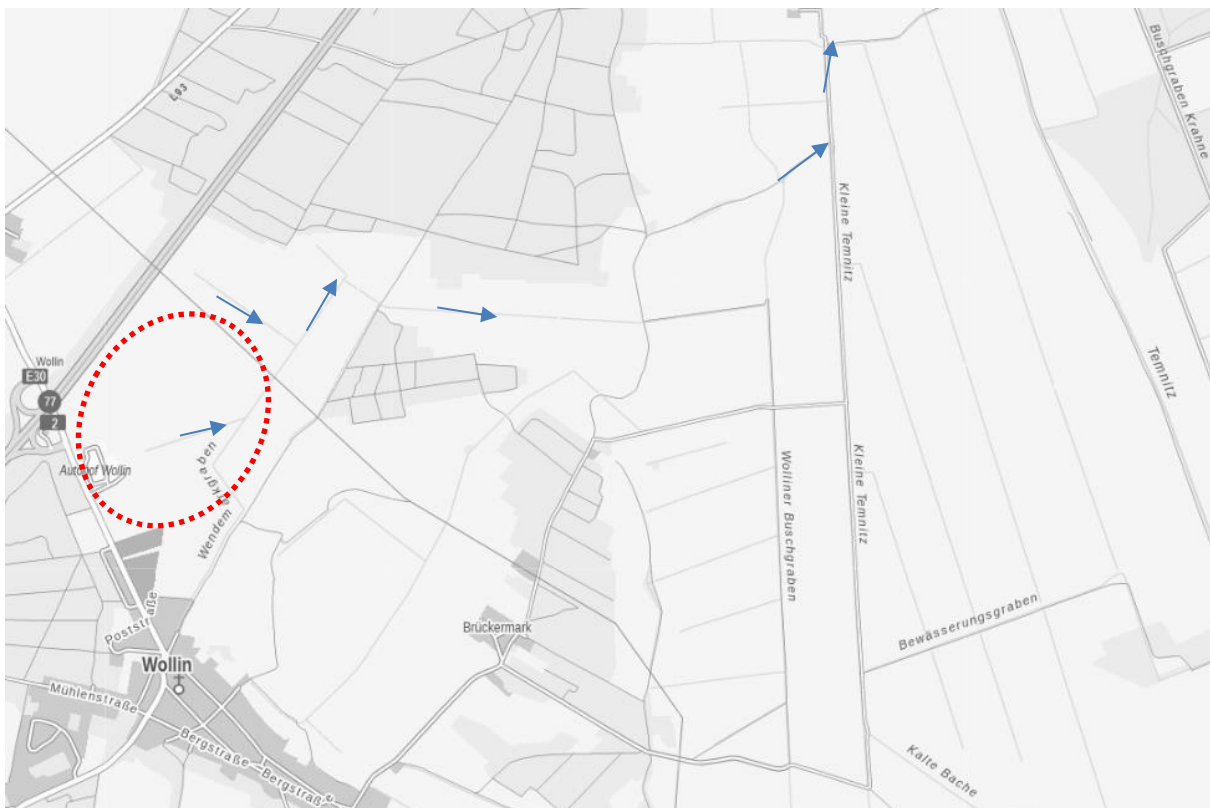 L93
Buschgraben Krahne
Kleine Temnitz
Wollin
E30
77
2
Temnitz
Autohof Wollin
Wendemarkgraben
Kleine Temnitz
Wolliner Buschgraben
Poststraße
Brückermark
Bewässerungsgraben
Wollin
Mühlenstraße
Bergstraße
Bergstraße
Kalte Bache